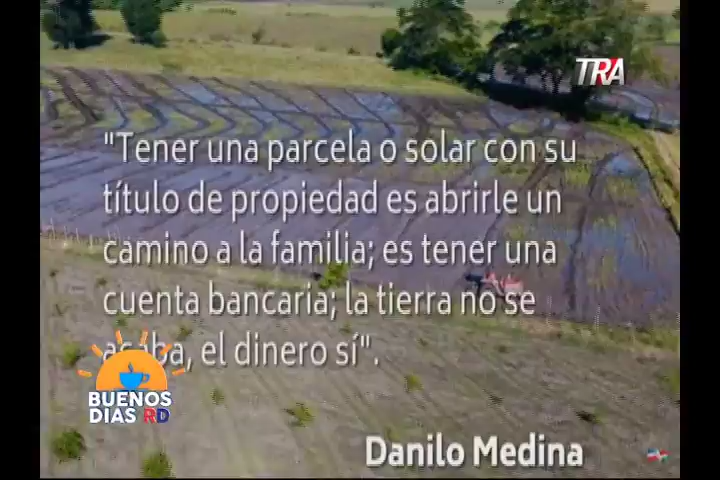 TRA
"Tener una parcela o solar con su
título de propiedad es abrirle un
camino a la familia; es tener una
cuenta bancaria; la tierra no se
acaba, el dinero sí".
BUENOS
DÍAS RD
Danilo Medina